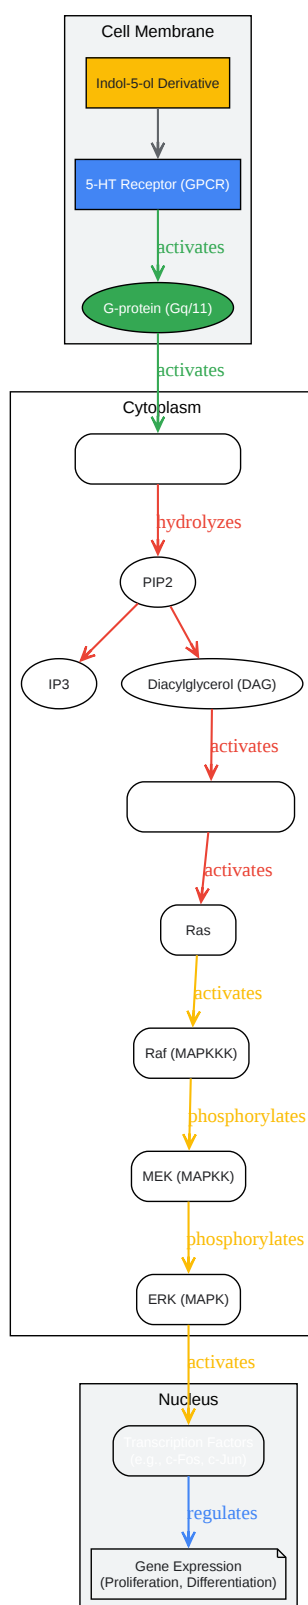 Cell Membrane
Indol-5-ol Derivative
5-HT Receptor (GPCR)
activates
G-protein (Gq/11)
activates
Cytoplasm
hydrolyzes
PIP2
IP3
Diacylglycerol (DAG)
activates
activates
Ras
activates
Raf (MAPKKK)
phosphorylates
MEK (MAPKK)
phosphorylates
ERK (MAPK)
activates
Nucleus
Transcription Factors
(e.g., c-Fos, c-Jun)
regulates
Gene Expression
(Proliferation, Differentiation)